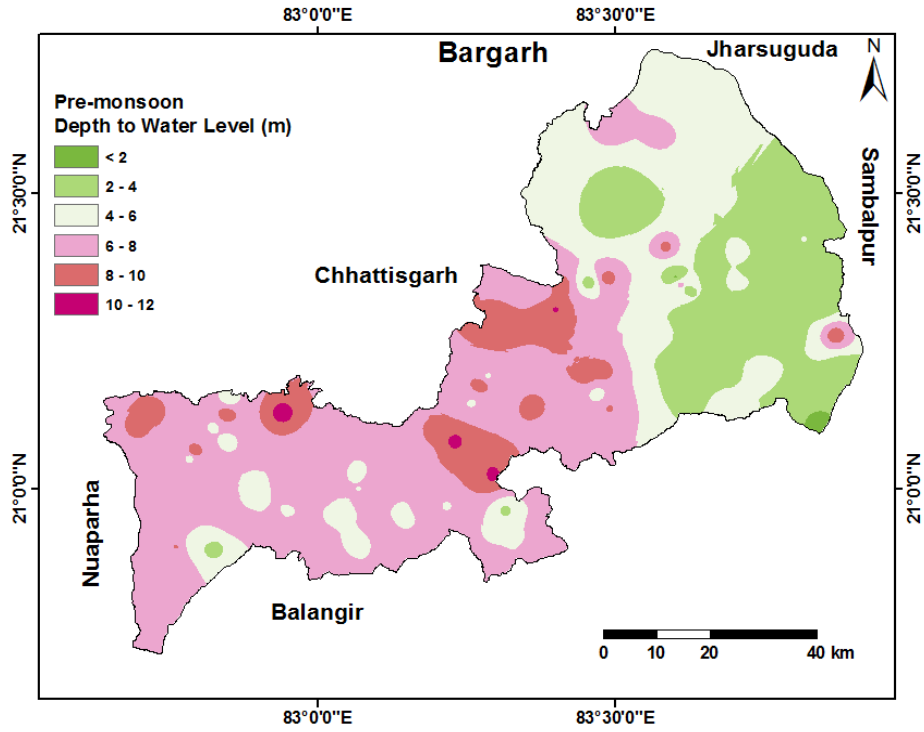 83°0'0"E 83°30'0"E
Bargarh
Jharsuguda
N
Pre-monsoon
Depth to Water Level (m)
< 2
2 - 4
4 - 6
6 - 8
8 - 10
10 - 12
21°30'0"N
21°30'0"N
Sambalpur
Chhattisgarh
21°0'0"N
21°0'0"N
Nuaparha
Balangir
0 10 20 40 km
83°0'0"E 83°30'0"E